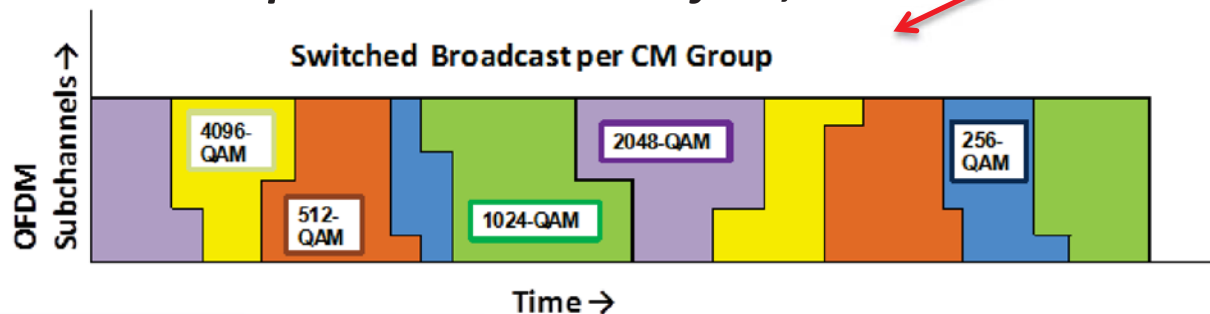 Switched Broadcast per CM Group
OFDM
Subchannels →
4096-
QAM
512-
QAM
1024-QAM
2048-QAM
256-
QAM
Time →